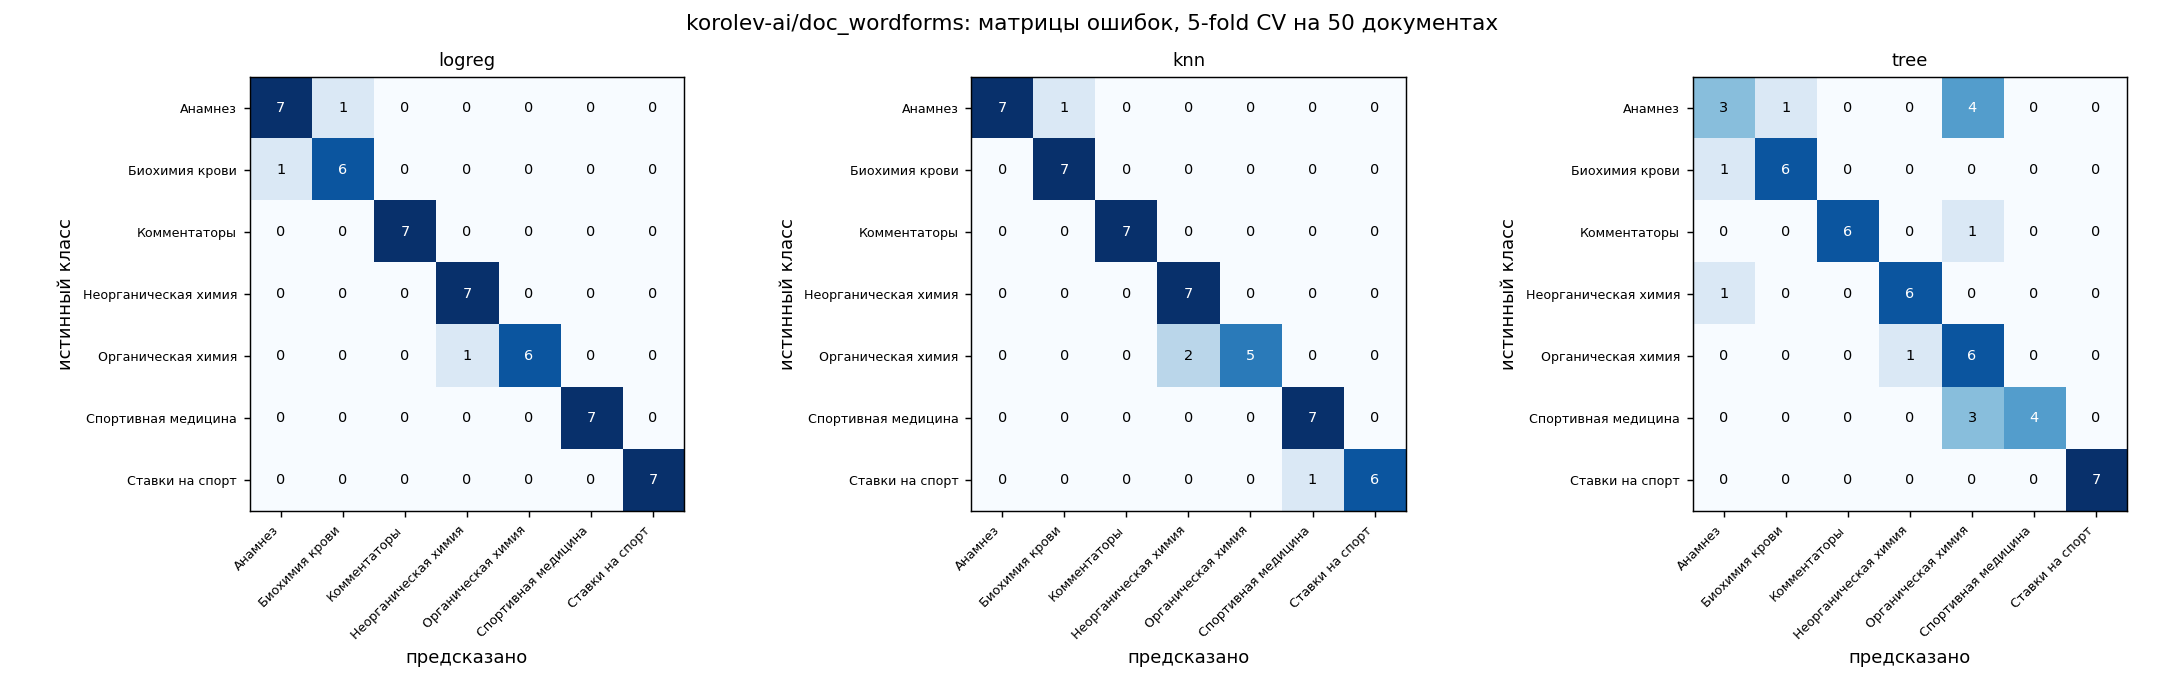 korolev-ai/doc_wordforms: матрицы ошибок, 5-fold CV на 50 документах
logreg
истинный класс
Анамнез 7 1 0 0 0 0 0
Биохимия крови 1 6 0 0 0 0 0
Комментаторы 0 0 7 0 0 0 0
Неорганическая химия 0 0 0 7 0 0 0
Органическая химия 0 0 0 1 6 0 0
Спортивная медицина 0 0 0 0 0 7 0
Ставки на спорт 0 0 0 0 0 0 7
Анамнез
Биохимия крови
Комментаторы
Неорганическая химия
Органическая химия
Спортивная медицина
Ставки на спорт
предсказано
knn
истинный класс
Анамнез 7 1 0 0 0 0 0
Биохимия крови 0 7 0 0 0 0 0
Комментаторы 0 0 7 0 0 0 0
Неорганическая химия 0 0 0 7 0 0 0
Органическая химия 0 0 0 2 5 0 0
Спортивная медицина 0 0 0 0 0 7 0
Ставки на спорт 0 0 0 0 0 1 6
Анамнез
Биохимия крови
Комментаторы
Неорганическая химия
Органическая химия
Спортивная медицина
Ставки на спорт
предсказано
tree
истинный класс
Анамнез 3 1 0 0 4 0 0
Биохимия крови 1 6 0 0 0 0 0
Комментаторы 0 0 6 0 1 0 0
Неорганическая химия 1 0 0 6 0 0 0
Органическая химия 0 0 0 1 6 0 0
Спортивная медицина 0 0 0 0 3 4 0
Ставки на спорт 0 0 0 0 0 0 7
Анамнез
Биохимия крови
Комментаторы
Неорганическая химия
Органическая химия
Спортивная медицина
Ставки на спорт
предсказано